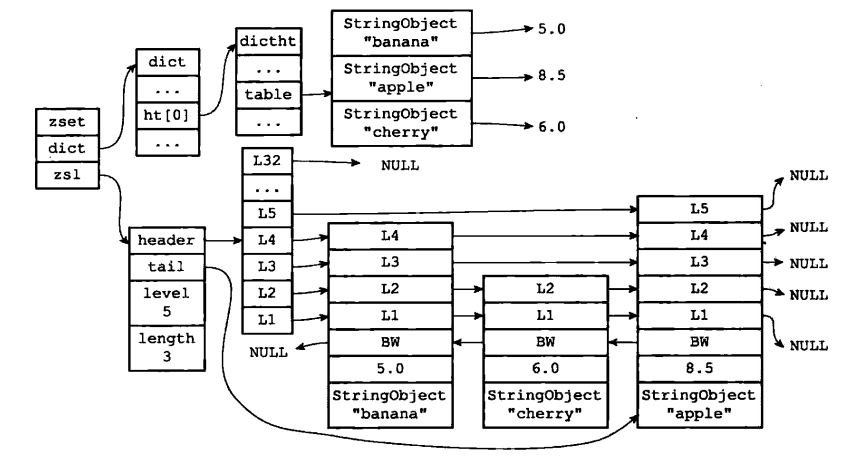 dictht
...
table
...
StringObject
"banana"
5.0
StringObject
"apple"
8.5
StringObject
"cherry"
6.0
dict
...
ht[0]
...
zset
dict
zsl
L32
NULL
...
L5
L4
L3
L2
L1
header
tail
level
5
length
3
NULL
L4
L3
L2
L1
BW
5.0
StringObject
"banana"
L2
L1
BW
6.0
StringObject
"cherry"
L5
L4
L3
L2
L1
BW
8.5
StringObject
"apple"
NULL
NULL
NULL
NULL
NULL